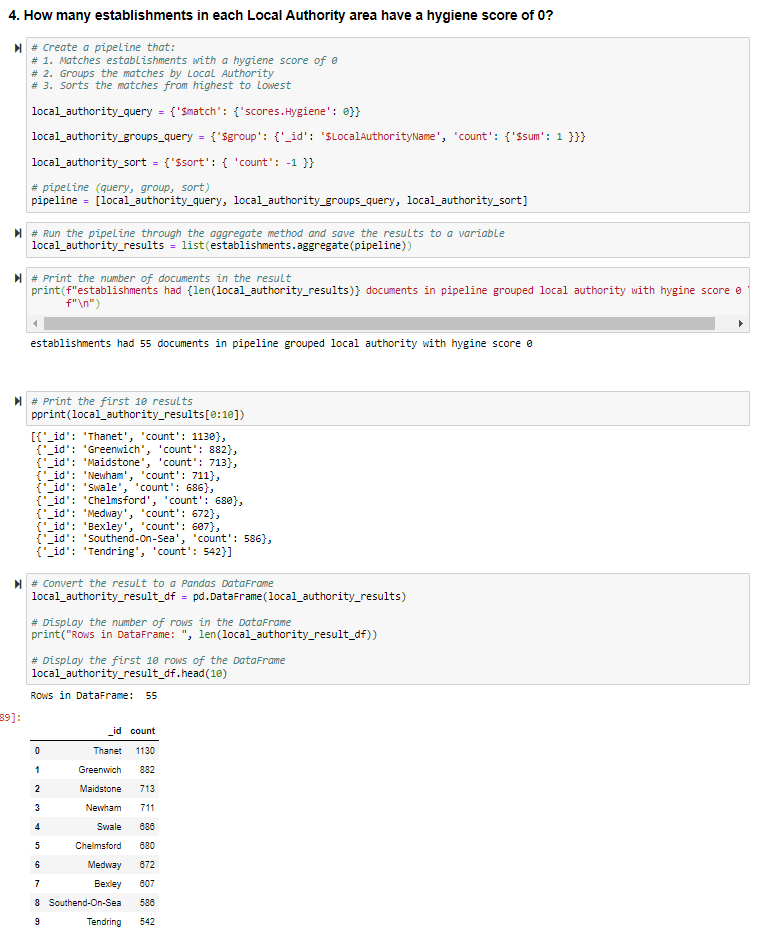 4. How many establishments in each Local Authority area have a hygiene score of 0?
# Create a pipeline that:
# 1. Matches establishments with a hygiene score of 0
# 2. Groups the matches by Local Authority
# 3. Sorts the matches from highest to lowest
local_authority_query = {'$match': {'scores.Hygiene': 0}}
local_authority_groups_query = {'$group': {'_id': '$LocalAuthorityName', 'count': {'$sum': 1 }}}
local_authority_sort = {'$sort': { 'count': -1 }}
# pipeline (query, group, sort)
pipeline = [local_authority_query, local_authority_groups_query, local_authority_sort]
# Run the pipeline through the aggregate method and save the results to a variable
local_authority_results = list(establishments.aggregate(pipeline))
# Print the number of documents in the result
print(f"establishments had {len(local_authority_results)} documents in pipeline grouped local authority with hygine score 0 \
f"\n")
establishments had 55 documents in pipeline grouped local authority with hygine score 0
# Print the first 10 results
pprint(local_authority_results[0:10])
[{'_id': 'Thanet', 'count': 1130},
{'_id': 'Greenwich', 'count': 882},
{'_id': 'Maidstone', 'count': 713},
{'_id': 'Newham', 'count': 711},
{'_id': 'Swale', 'count': 686},
{'_id': 'Chelmsford', 'count': 680},
{'_id': 'Medway', 'count': 672},
{'_id': 'Bexley', 'count': 607},
{'_id': 'Southend-On-Sea', 'count': 586},
{'_id': 'Tendring', 'count': 542}]
# Convert the result to a Pandas DataFrame
local_authority_result_df = pd.DataFrame(local_authority_results)
# Display the number of rows in the DataFrame
print("Rows in DataFrame: ", len(local_authority_result_df))
# Display the first 10 rows of the DataFrame
local_authority_result_df.head(10)
Rows in DataFrame:  55
89]:
_id count
0 Thanet 1130
1 Greenwich 882
2 Maidstone 713
3 Newham 711
4 Swale 686
5 Chelmsford 680
6 Medway 672
7 Bexley 607
8 Southend-On-Sea 586
9 Tendring 542